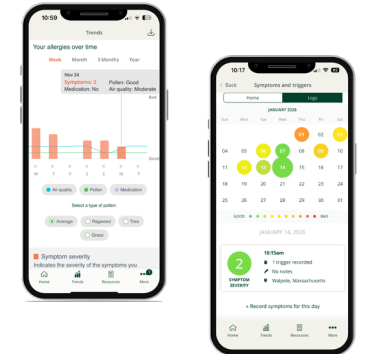 10:59
Trends
Your allergies over time
Week Month 3 Months Year
Nov 24
Symptoms: 2 Pollen: Good
Medication: No Air quality: Moderate
Bad
Good
M T F S S M T
Air quality Pollen Medication
Select a type of pollen:
Average Ragweed Tree
Grass
Symptom severity
Indicates the severity of the symptoms you
Home Trends Resources More
10:17
Back Symptoms and triggers
Home Logs
JANUARY 2026
Sun Mon Tue Wed Thu Fri Sat
01 02 03
04 05 06 07 08 09 10
11 12 13 14 15 16 17
18 19 20 21 22 23 24
25 26 27 28 29 30 31
GOOD BAD
JANUARY 14, 2026
2
SYMPTOM
SEVERITY
10:15am
1 trigger recorded
No notes
Walpole, Massachusetts
+ Record symptoms for this day
Home Trends Resources More